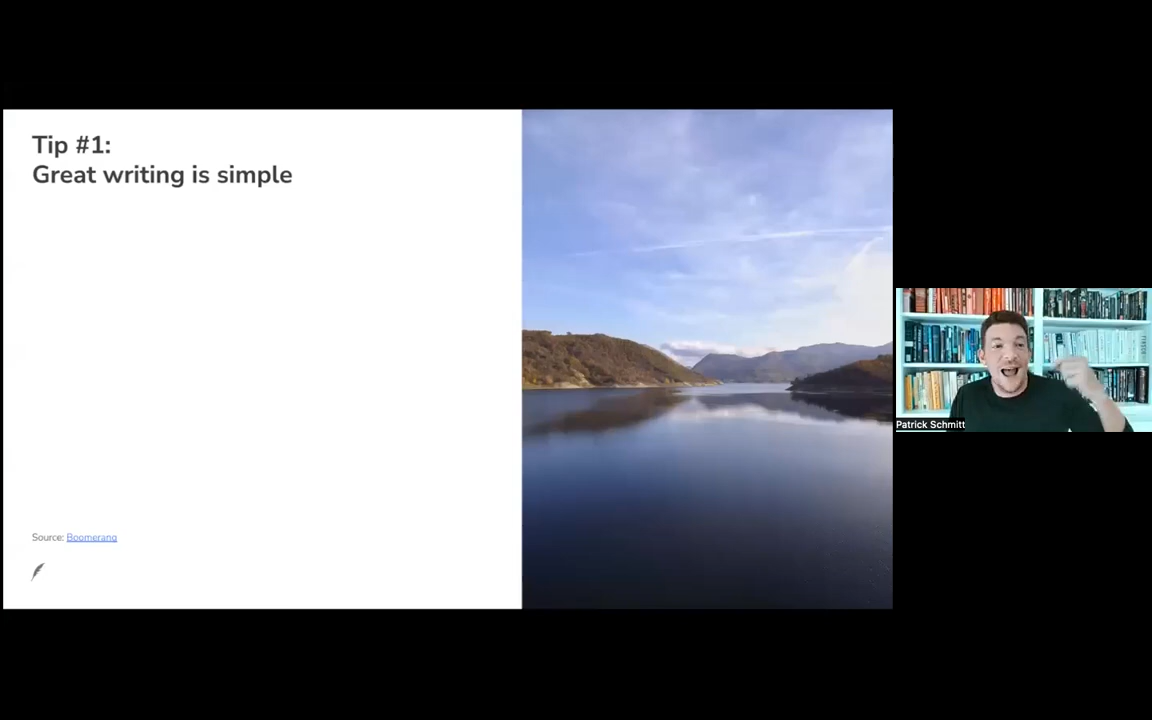 Tip #1:
Great writing is simple
Source: Boomerang
Patrick Schmitt